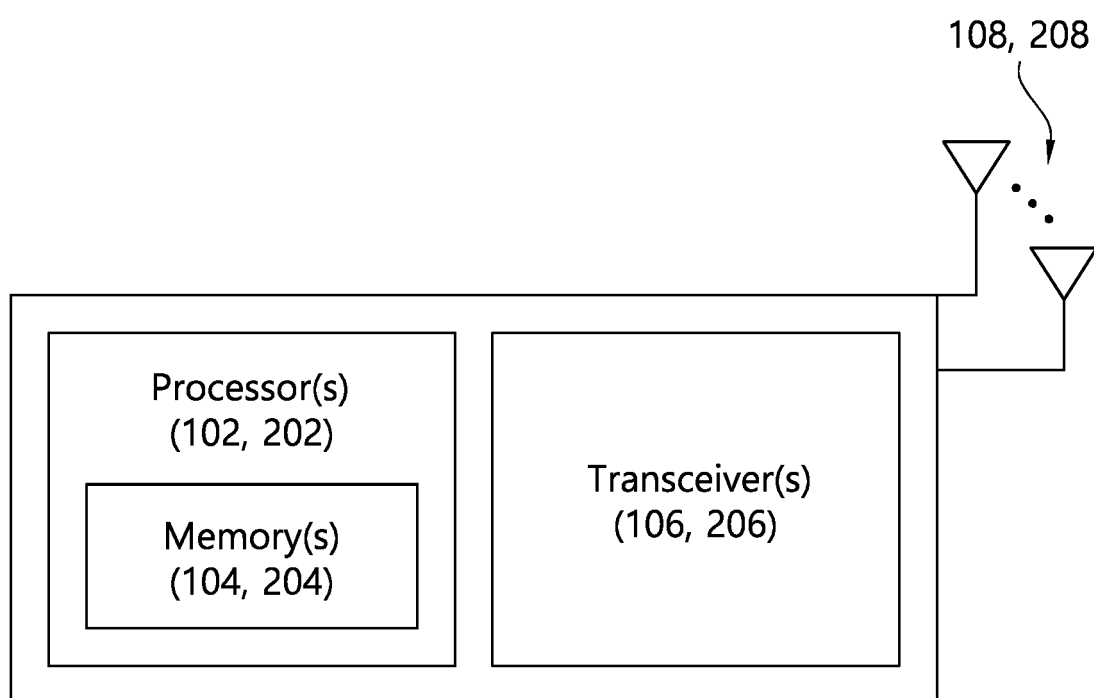 108, 208
Processor(s)
(102, 202)
Memory(s)
(104, 204)
Transceiver(s)
(106, 206)